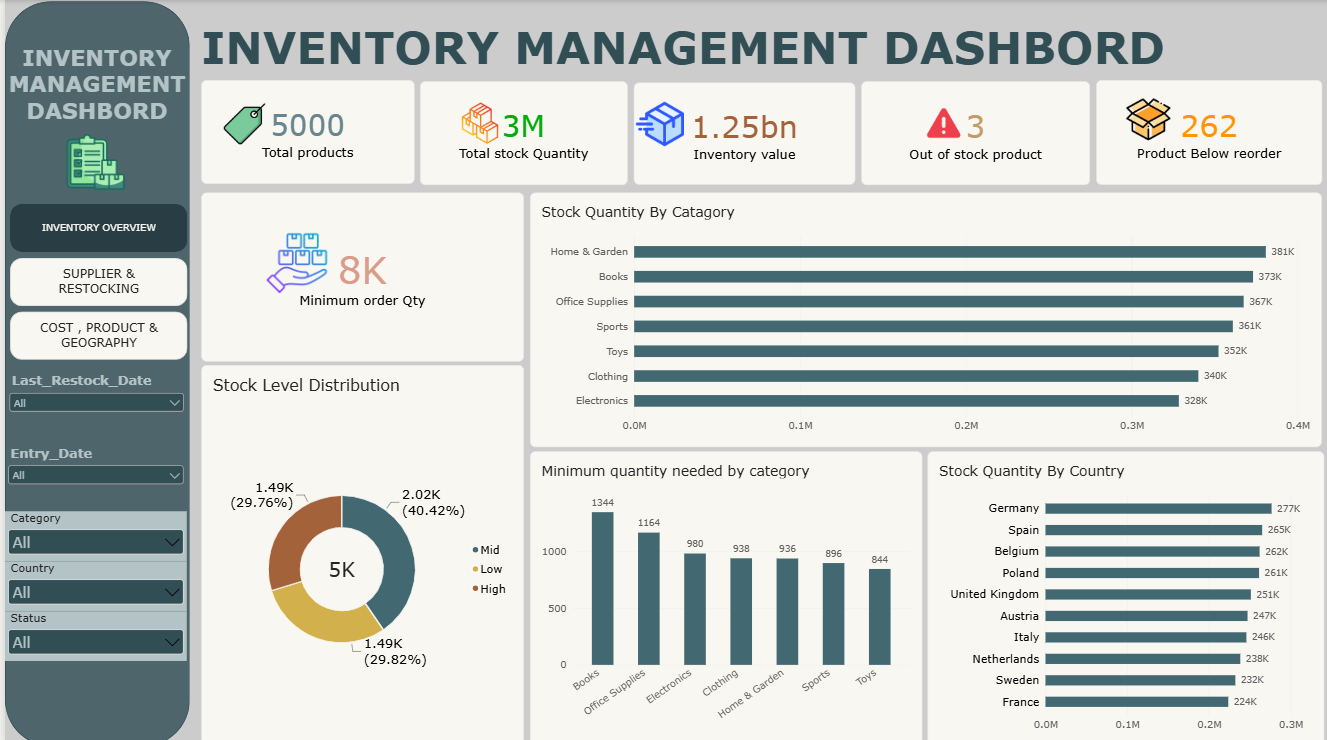 INVENTORY
MANAGEMENT
DASHBORD
INVENTORY OVERVIEW
SUPPLIER &
RESTOCKING
COST , PRODUCT &
GEOGRAPHY
Last_Restock_Date
All
Entry_Date
All
Category
All
Country
All
Status
All
INVENTORY MANAGEMENT DASHBORD
5000
Total products
3M
Total stock Quantity
1.25bn
Inventory value
3
Out of stock product
262
Product Below reorder
8K
Minimum order Qty
Stock Quantity By Catagory
Home & Garden 381K
Books 373K
Office Supplies 367K
Sports 361K
Toys 352K
Clothing 340K
Electronics 328K
0.0M 0.1M 0.2M 0.3M 0.4M
Stock Level Distribution
1.49K
(29.76%)
2.02K
(40.42%)
5K
1.49K
(29.82%)
Mid
Low
High
Minimum quantity needed by category
1344 1164 980 938 936 896 844
1000
500
0
Books Office Supplies Electronics Clothing Home & Garden Sports Toys
Stock Quantity By Country
Germany 277K
Spain 265K
Belgium 262K
Poland 261K
United Kingdom 251K
Austria 247K
Italy 246K
Netherlands 238K
Sweden 232K
France 224K
0.0M 0.1M 0.2M 0.3M